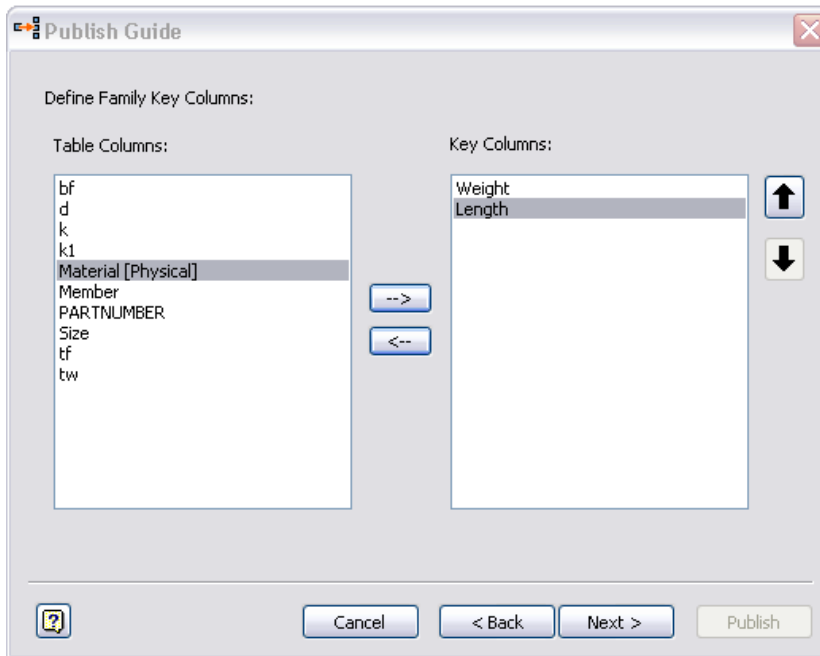 Publish Guide
Define Family Key Columns:
Table Columns:
Key Columns:
bf
d
k
k1
Material [Physical]
Member
PARTNUMBER
Size
tf
tw
-->
<--
Weight
Length
?
Cancel
< Back
Next >
Publish